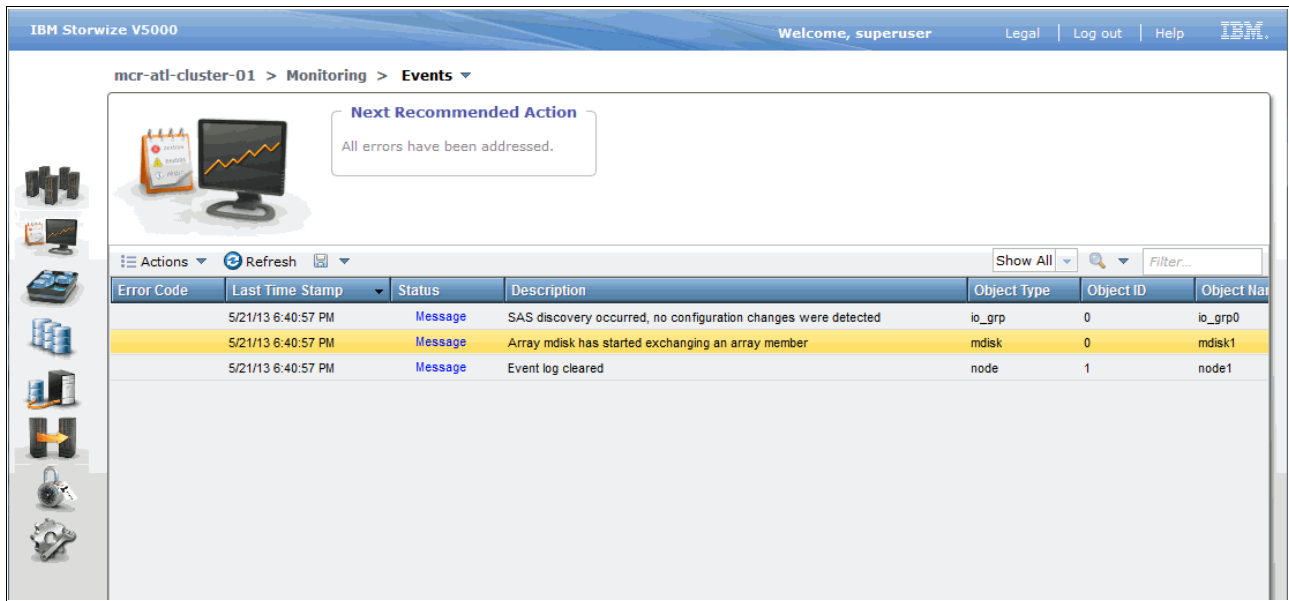 IBM Storwize V5000 Welcome, superuser Legal Log out Help IBM.
mcr-atl-cluster-01 > Monitoring > Events
Next Recommended Action
All errors have been addressed.
Actions Refresh Show All Filter...
Error Code Last Time Stamp Status Description Object Type Object ID Object Nar
5/21/13 6:40:57 PM Message SAS discovery occurred, no configuration changes were detected io_grp 0 io_grp0
5/21/13 6:40:57 PM Message Array mdisk has started exchanging an array member mdisk 0 mdisk1
5/21/13 6:40:57 PM Message Event log cleared node 1 node1